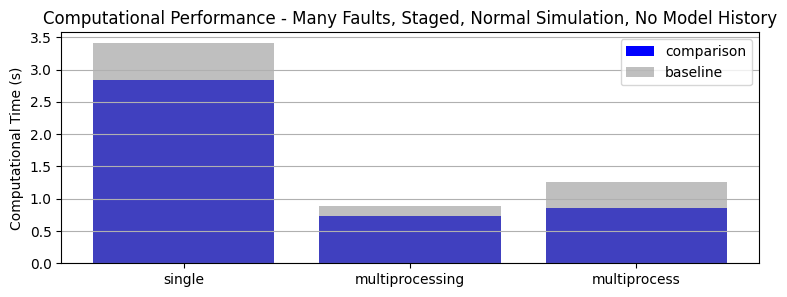 Computational Performance - Many Faults, Staged, Normal Simulation, No Model History
Computational Time (s)
3.5
3.0
2.5
2.0
1.5
1.0
0.5
0.0
comparison
baseline
single
multiprocessing
multiprocess